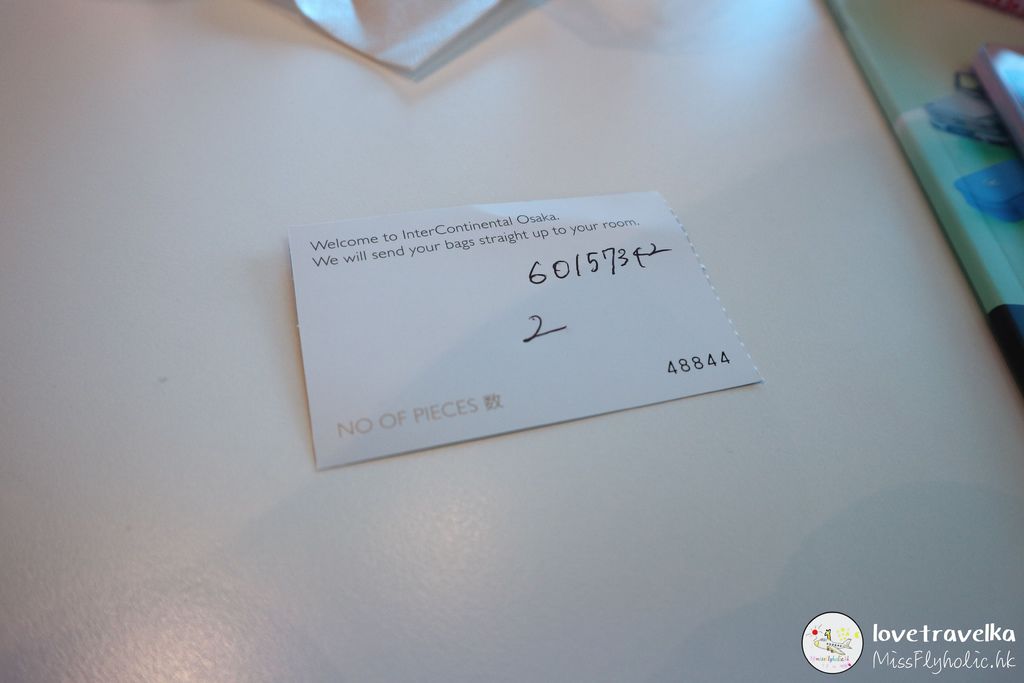 Welcome to InterContinental Osaka.
We will send your bags straight up to your room.
60157342
2
48844
NO OF PIECES 数
lovetravelka
MissFlyholic.hk